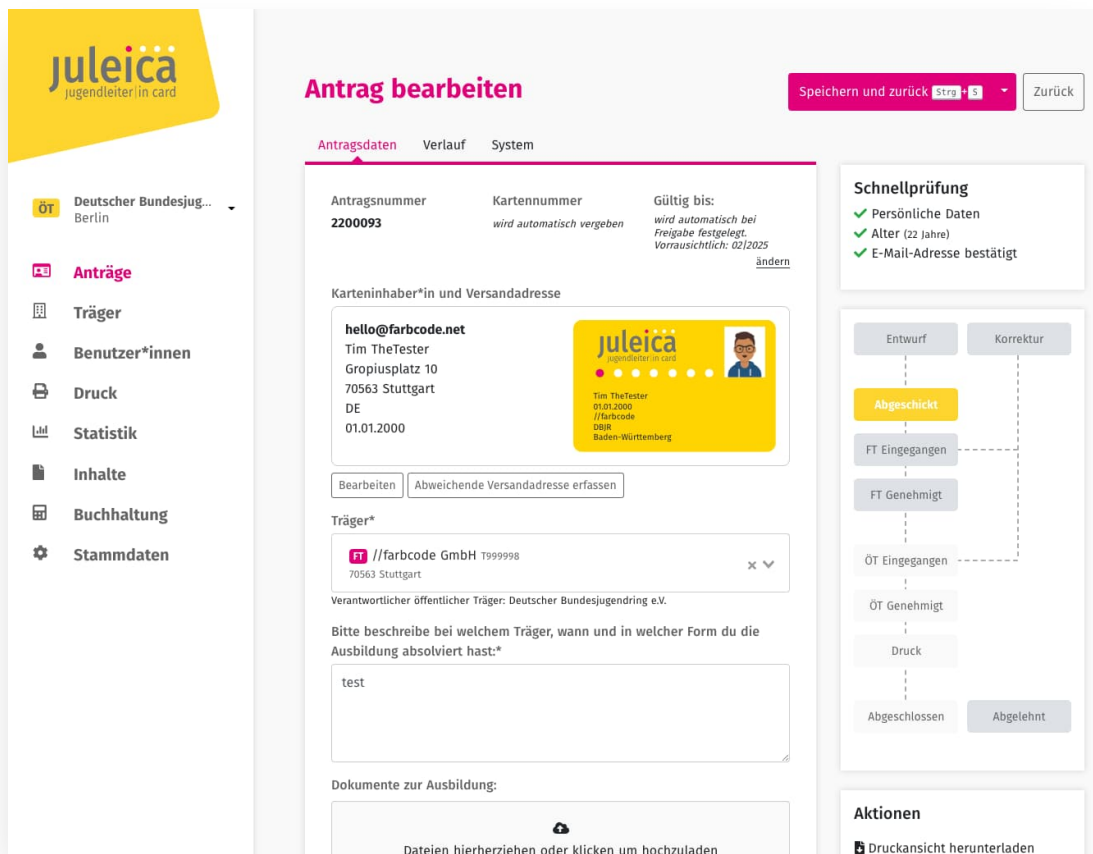 juleica
jugendleiter|in card
ÖT
Deutscher Bundesjug...
Berlin
Anträge
Träger
Benutzer*innen
Druck
Statistik
Inhalte
Buchhaltung
Stammdaten
Antrag bearbeiten
Speichern und zurück Strg+S
Zurück
Antragsdaten Verlauf System
Antragsnummer
2200093
Kartennummer
wird automatisch vergeben
Gültig bis:
wird automatisch bei
Freigabe festgelegt.
Vorrausichtlich: 02|2025
ändern
Karteninhaber*in und Versandadresse
hello@farbcode.net
Tim TheTester
Gropiusplatz 10
70563 Stuttgart
DE
01.01.2000
juleica
jugendleiter|in card
Tim TheTester
01.01.2000
//farbcode
DBJR
Baden-Württemberg
Bearbeiten
Abweichende Versandadresse erfassen
Träger*
FT //farbcode GmbH T999998
70563 Stuttgart
Verantwortlicher öffentlicher Träger: Deutscher Bundesjugendring e.V.
Bitte beschreibe bei welchem Träger, wann und in welcher Form du die
Ausbildung absolviert hast:*
test
Dokumente zur Ausbildung:
Dateien hierherziehen oder klicken um hochzuladen
Schnellprüfung
Persönliche Daten
Alter (22 Jahre)
E-Mail-Adresse bestätigt
Entwurf
Korrektur
Abgeschickt
FT Eingegangen
FT Genehmigt
ÖT Eingegangen
ÖT Genehmigt
Druck
Abgeschlossen
Abgelehnt
Aktionen
Druckansicht herunterladen